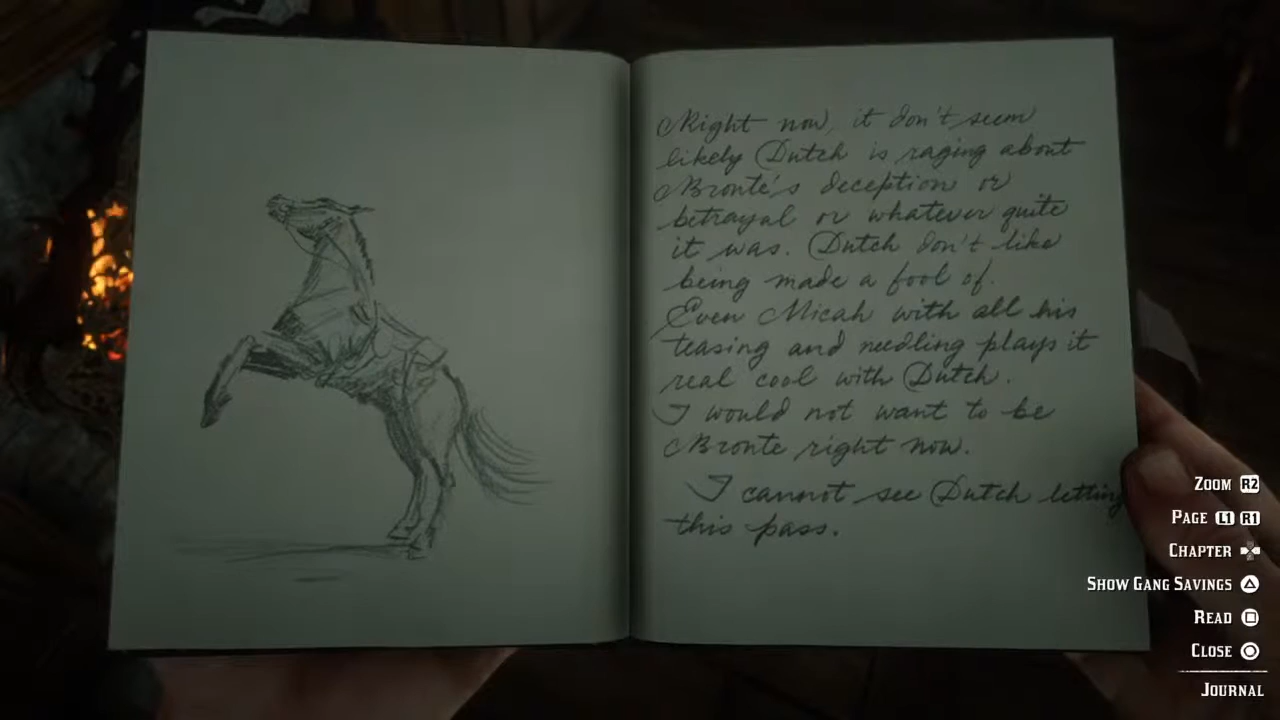 Right now, it don't seem
likely Dutch is raging about
Bronte's deception or
betrayal or whatever quite
it was. Dutch don't like
being made a fool of.
Even Micah with all his
teasing and needling plays it
real cool with Dutch.
I would not want to be
Bronte right now.
I cannot see Dutch letting
this pass.
ZOOM R2
PAGE L1 R1
CHAPTER
SHOW GANG SAVINGS
READ
CLOSE
JOURNAL